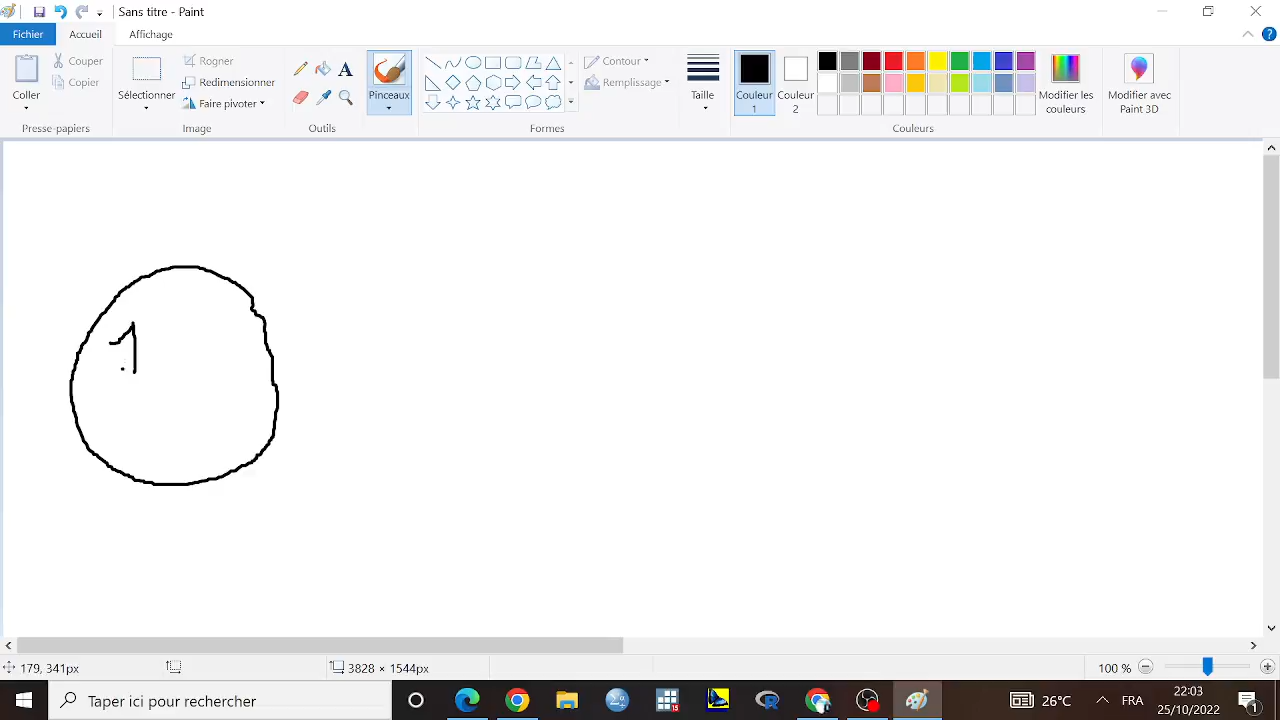 Sans titre - Paint
Fichier Accueil Affichage
Coller
Couper
Copier
Presse-papiers
Sélectionner
Rogner
Redimensionner
Faire pivoter
Image
A
Outils
Pinceaux
Formes
Contour
Remplissage
Taille
Couleur 1
Couleur 2
Couleurs
Modifier les couleurs
Modifier avec Paint 3D
1
179, 341px
3828 × 1544px
100 %
Taper ici pour rechercher
15
26°C
FRA
22:03
25/10/2022
1